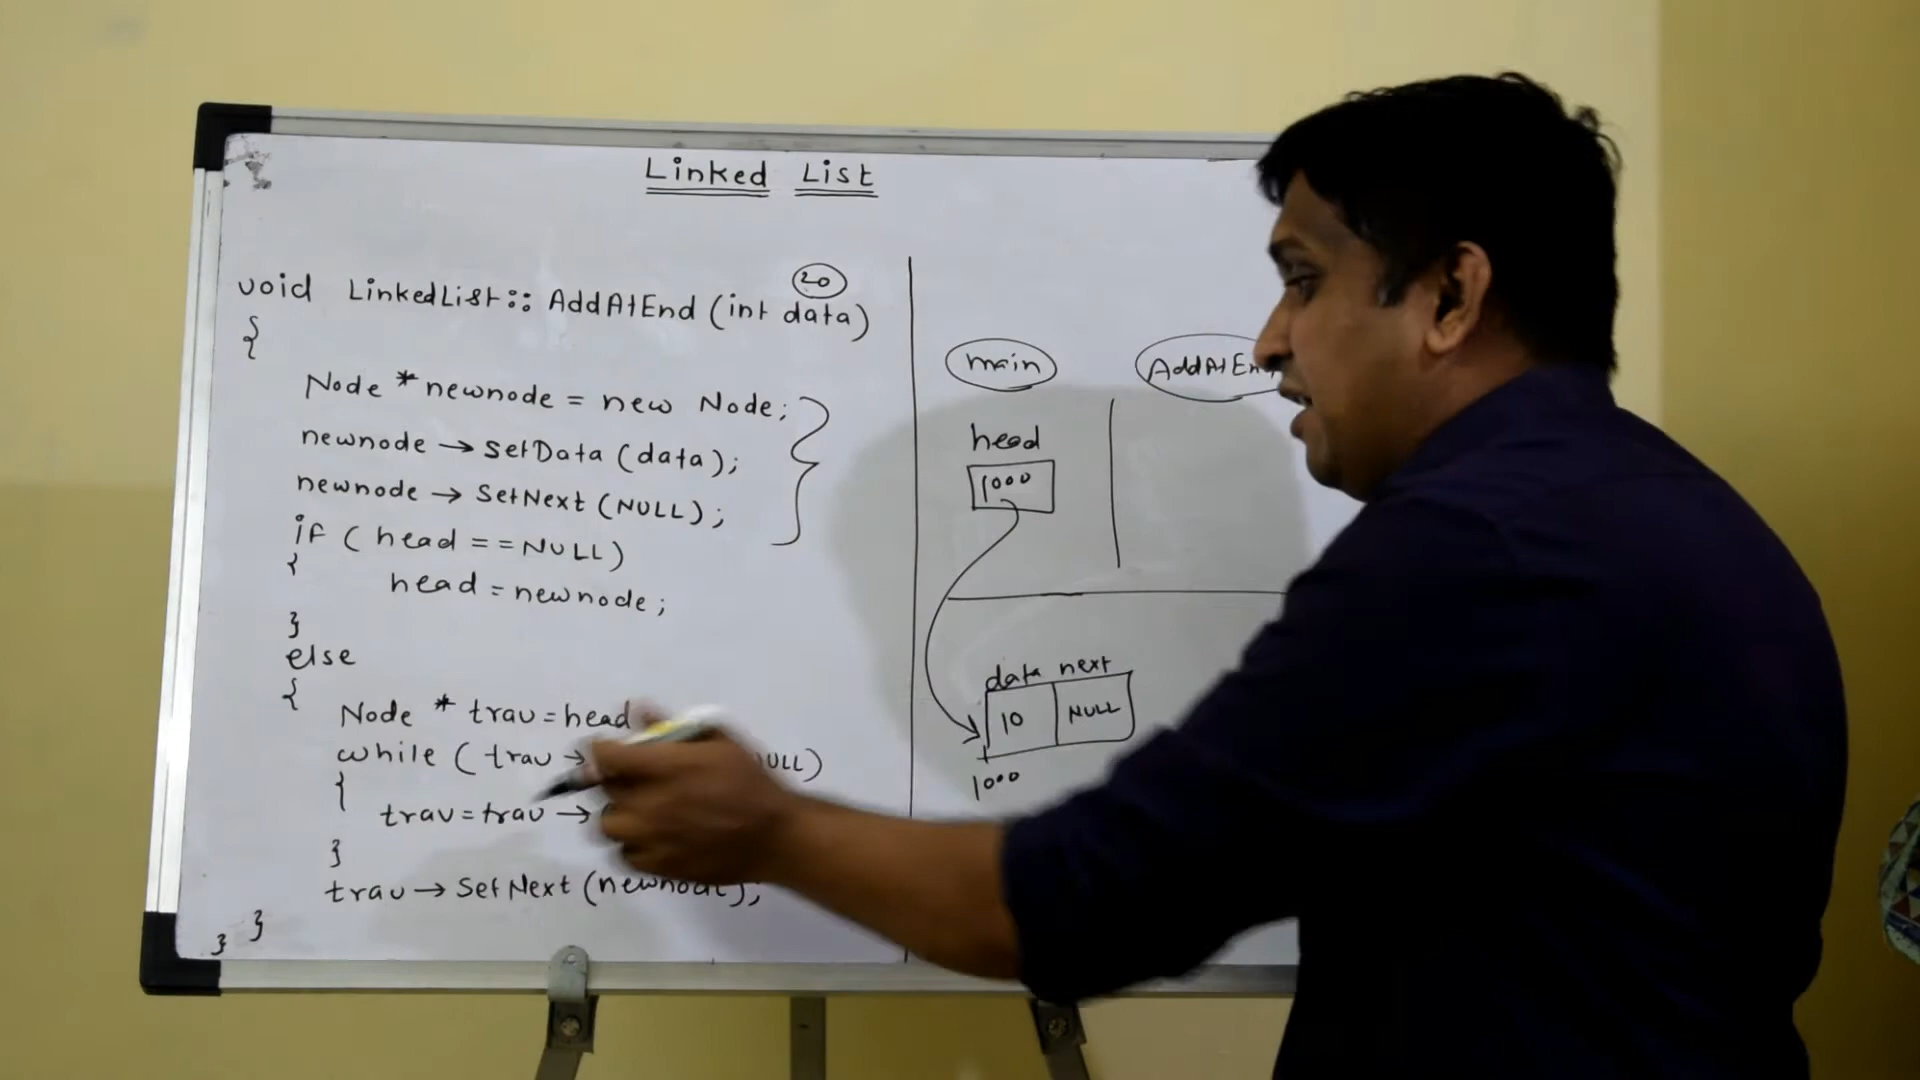 Linked List
20
void LinkedList:: AddAtEnd (int data)
{
Node *newnode = new Node;
newnode → SetData (data);
newnode → SetNext (NULL);
if ( head == NULL)
{
head = newnode;
}
else
{
Node * trav = head
while ( trav →
{
trav = trav →
}
trav → SetNext (newnode);
}
}
main
head
1000
data next
10 NULL
1000